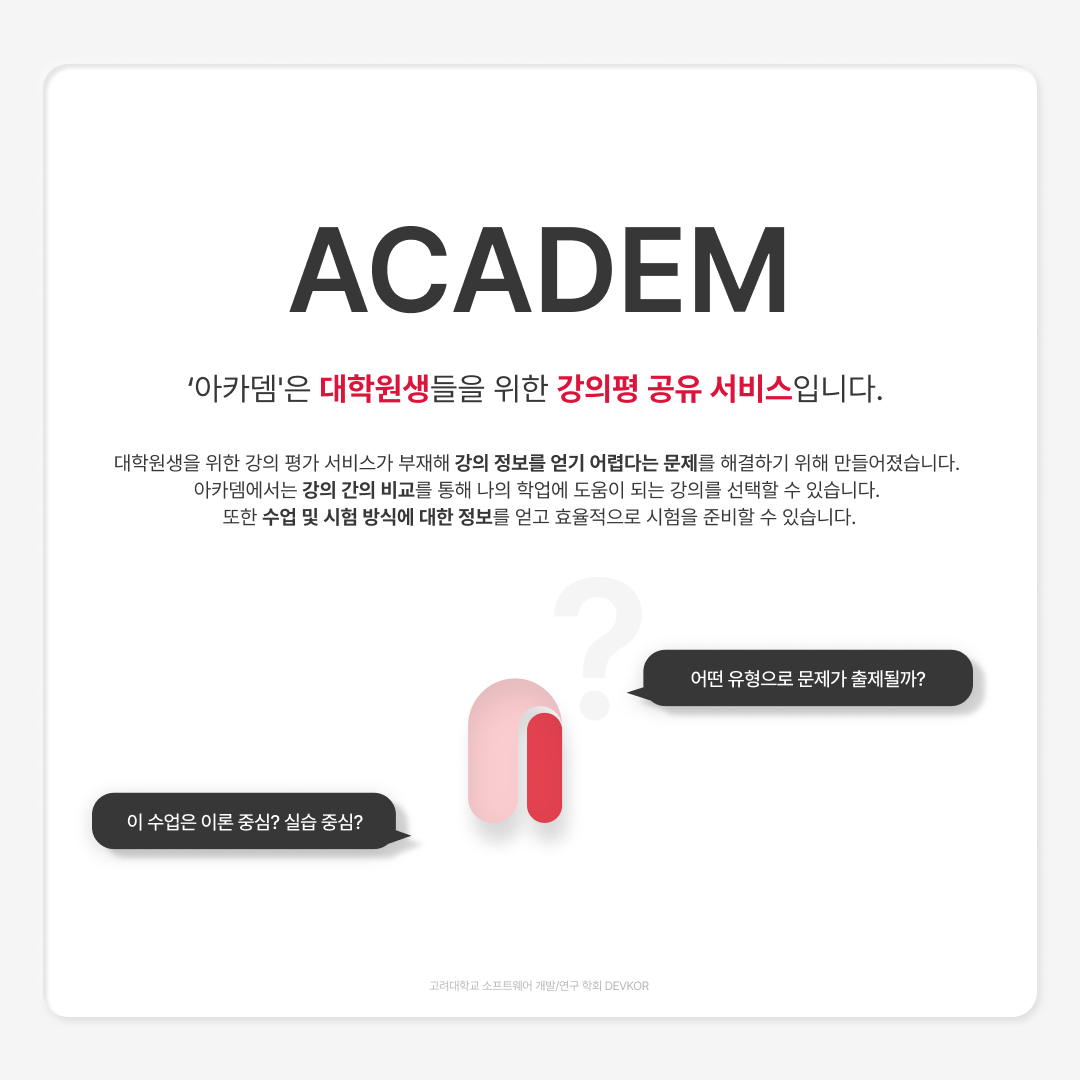 ACADEM
‘아카뎀'은 대학원생들을 위한 강의평 공유 서비스입니다.
대학원생을 위한 강의 평가 서비스가 부재해 강의 정보를 얻기 어렵다는 문제를 해결하기 위해 만들어졌습니다.
아카뎀에서는 강의 간의 비교를 통해 나의 학업에 도움이 되는 강의를 선택할 수 있습니다.
또한 수업 및 시험 방식에 대한 정보를 얻고 효율적으로 시험을 준비할 수 있습니다.
?
어떤 유형으로 문제가 출제될까?
이 수업은 이론 중심? 실습 중심?
고려대학교 소프트웨어 개발/연구 학회 DEVKOR